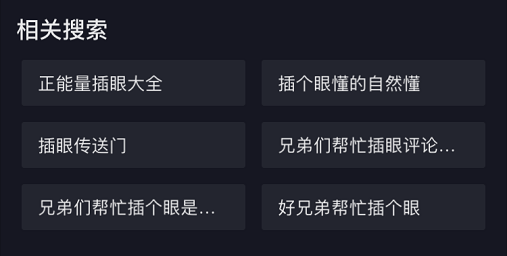 相关搜索
正能量插眼大全
插个眼懂的自然懂
插眼传送门
兄弟们帮忙插眼评论...
兄弟们帮忙插个眼是...
好兄弟帮忙插个眼